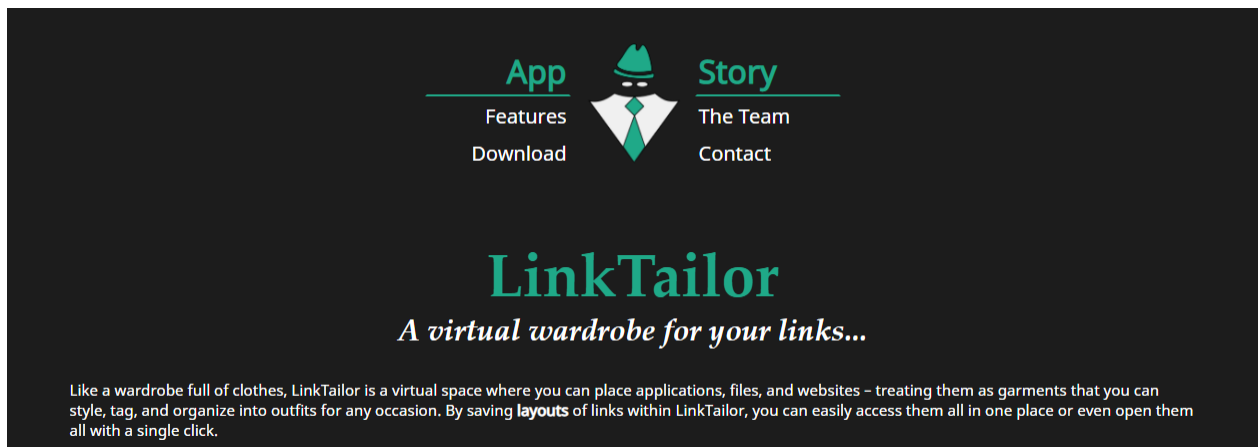 App
Features
Download
Story
The Team
Contact
LinkTailor
A virtual wardrobe for your links...
Like a wardrobe full of clothes, LinkTailor is a virtual space where you can place applications, files, and websites – treating them as garments that you can
style, tag, and organize into outfits for any occasion. By saving layouts of links within LinkTailor, you can easily access them all in one place or even open them
all with a single click.